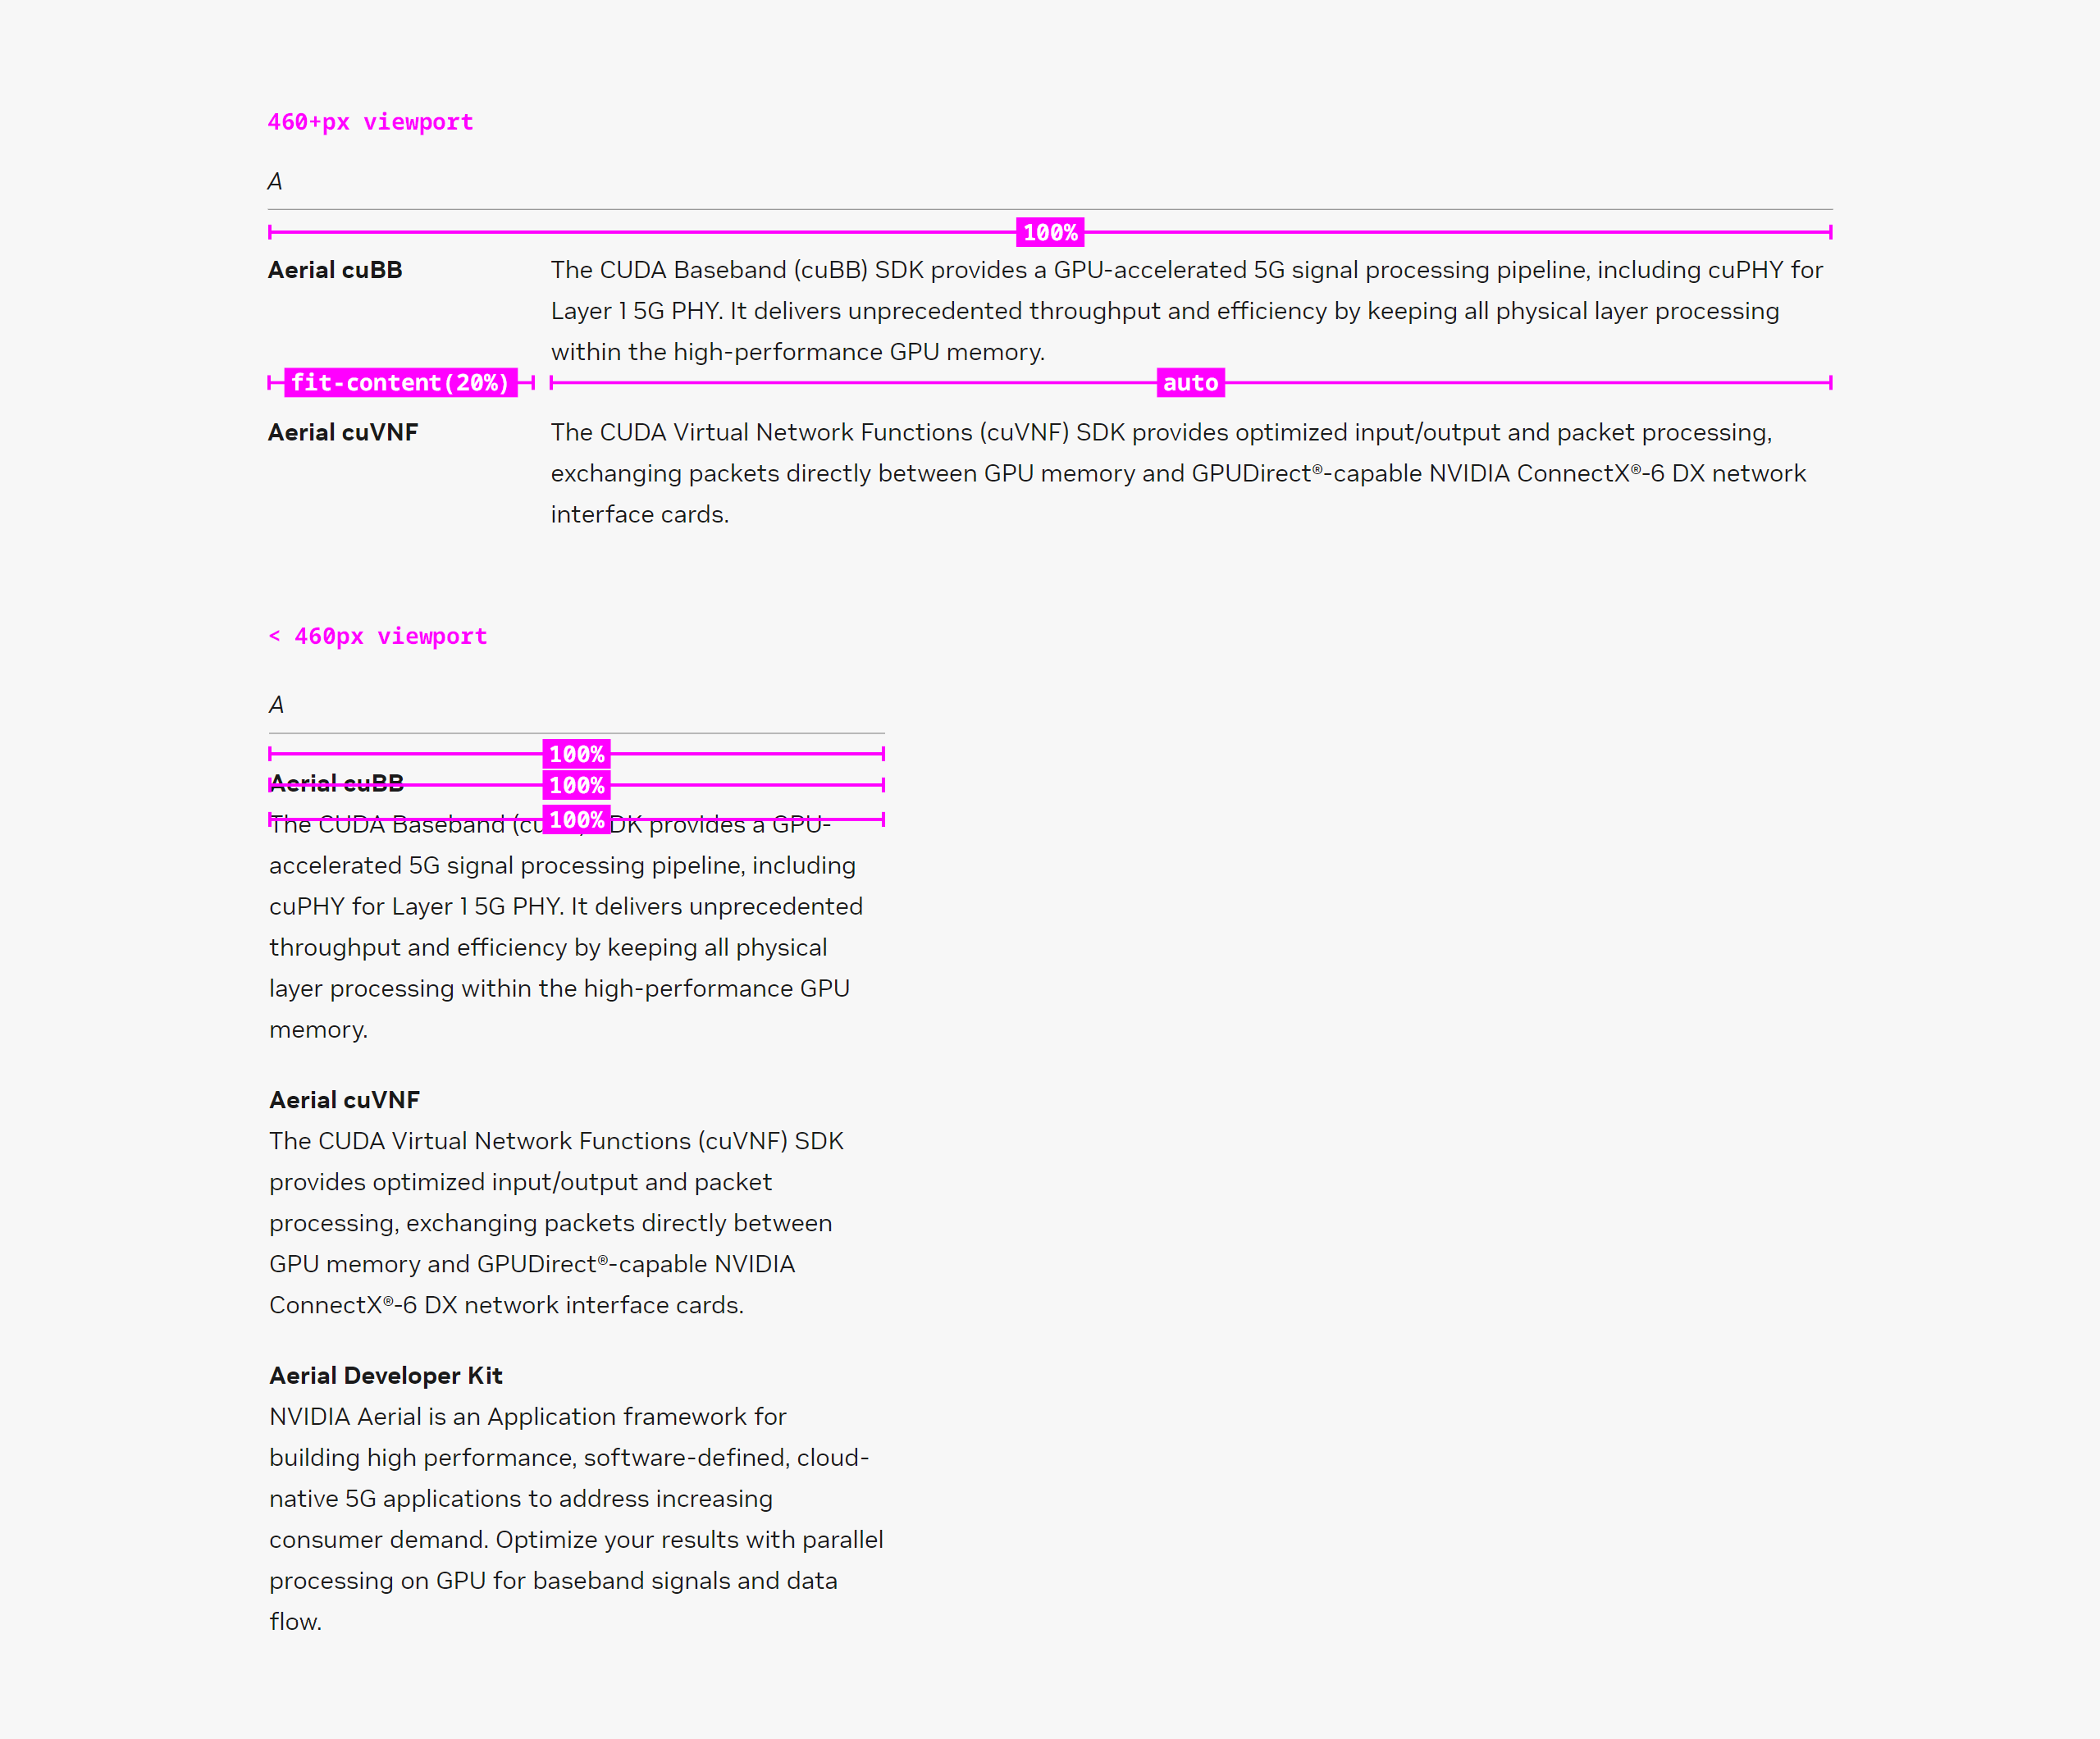 460+px viewport
A
100%
Aerial cuBB
The CUDA Baseband (cuBB) SDK provides a GPU-accelerated 5G signal processing pipeline, including cuPHY for
Layer 1 5G PHY. It delivers unprecedented throughput and efficiency by keeping all physical layer processing
within the high-performance GPU memory.
fit-content(20%)
auto
Aerial cuVNF
The CUDA Virtual Network Functions (cuVNF) SDK provides optimized input/output and packet processing,
exchanging packets directly between GPU memory and GPUDirect®-capable NVIDIA ConnectX®-6 DX network
interface cards.
< 460px viewport
A
100%
Aerial cuBB
100%
The CUDA Baseband (cu DK provides a GPU-
100%
accelerated 5G signal processing pipeline, including
cuPHY for Layer 1 5G PHY. It delivers unprecedented
throughput and efficiency by keeping all physical
layer processing within the high-performance GPU
memory.
Aerial cuVNF
The CUDA Virtual Network Functions (cuVNF) SDK
provides optimized input/output and packet
processing, exchanging packets directly between
GPU memory and GPUDirect®-capable NVIDIA
ConnectX®-6 DX network interface cards.
Aerial Developer Kit
NVIDIA Aerial is an Application framework for
building high performance, software-defined, cloud-
native 5G applications to address increasing
consumer demand. Optimize your results with parallel
processing on GPU for baseband signals and data
flow.